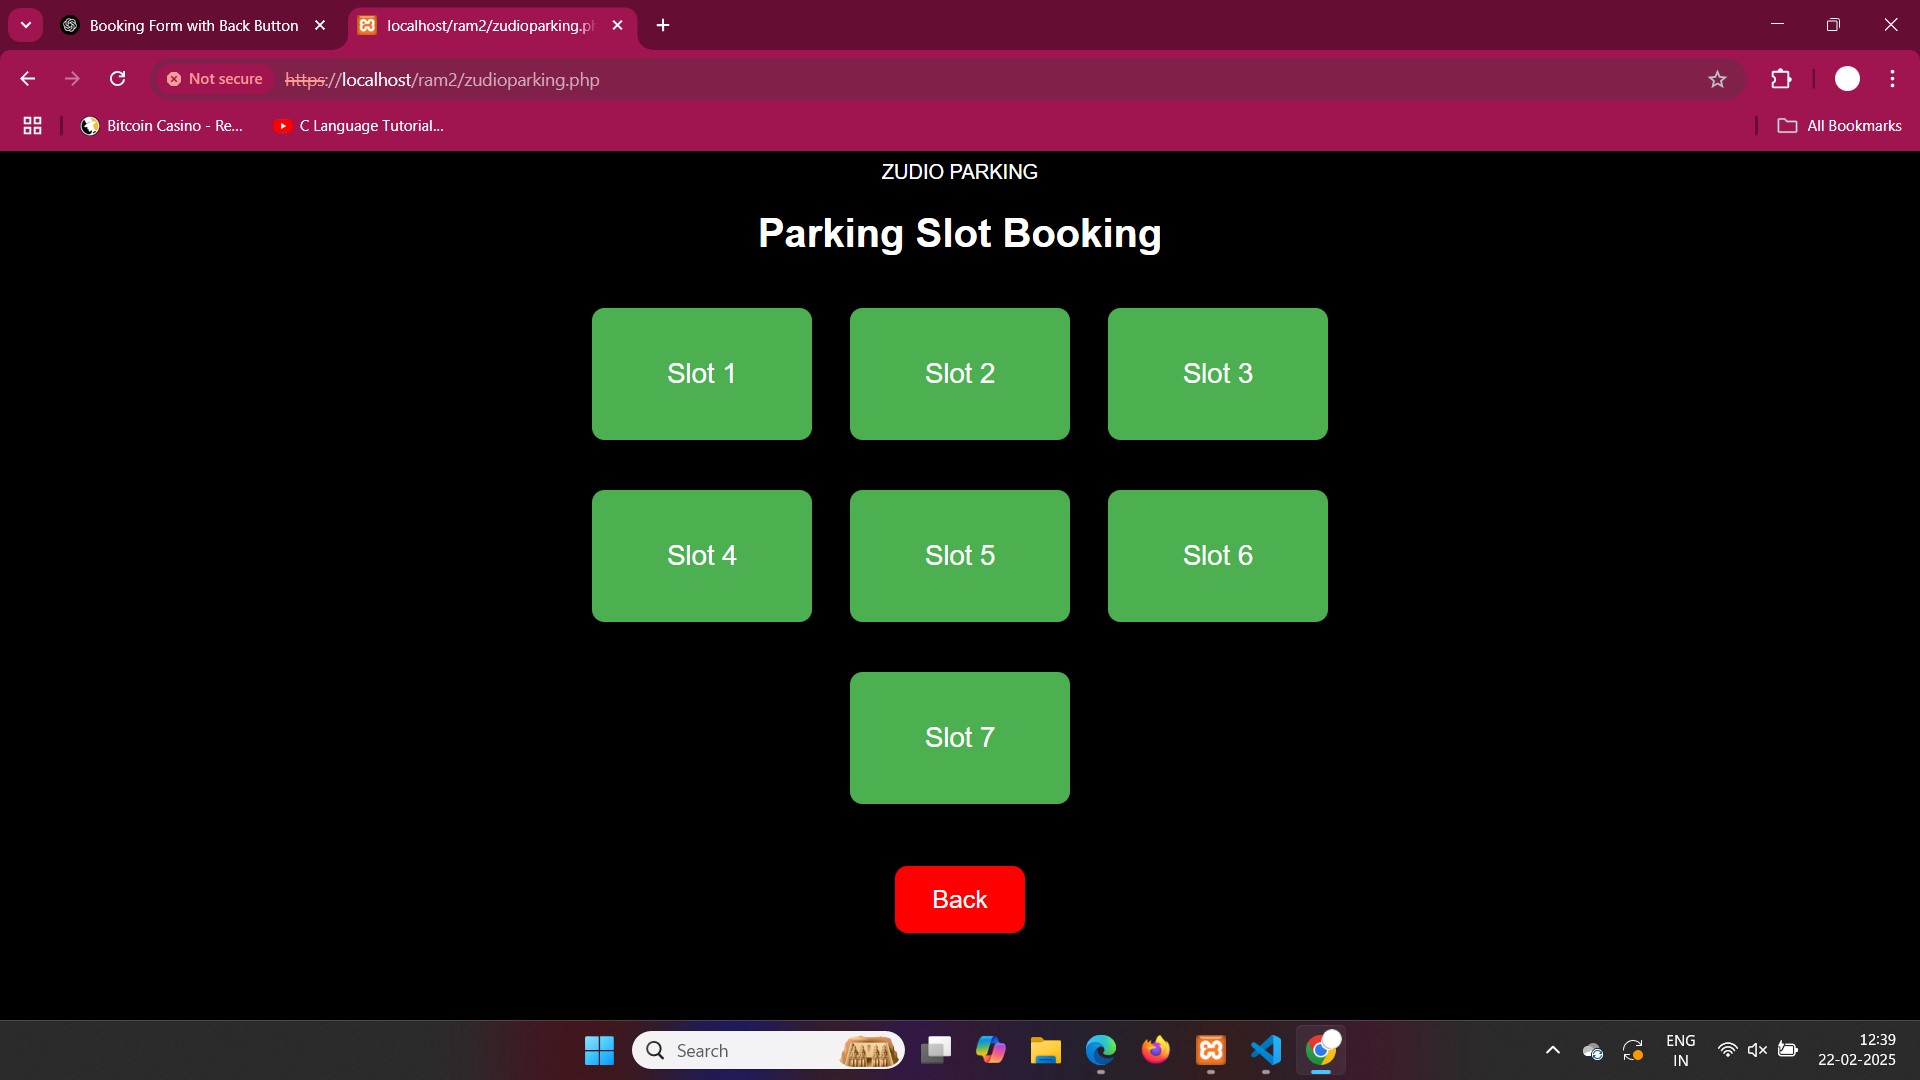 Booking Form with Back Button
localhost/ram2/zudioparking.p
Not secure
https://localhost/ram2/zudioparking.php
Bitcoin Casino - Re...
C Language Tutorial...
All Bookmarks
ZUDIO PARKING
Parking Slot Booking
Slot 1
Slot 2
Slot 3
Slot 4
Slot 5
Slot 6
Slot 7
Back
Search
ENG
IN
12:39
22-02-2025